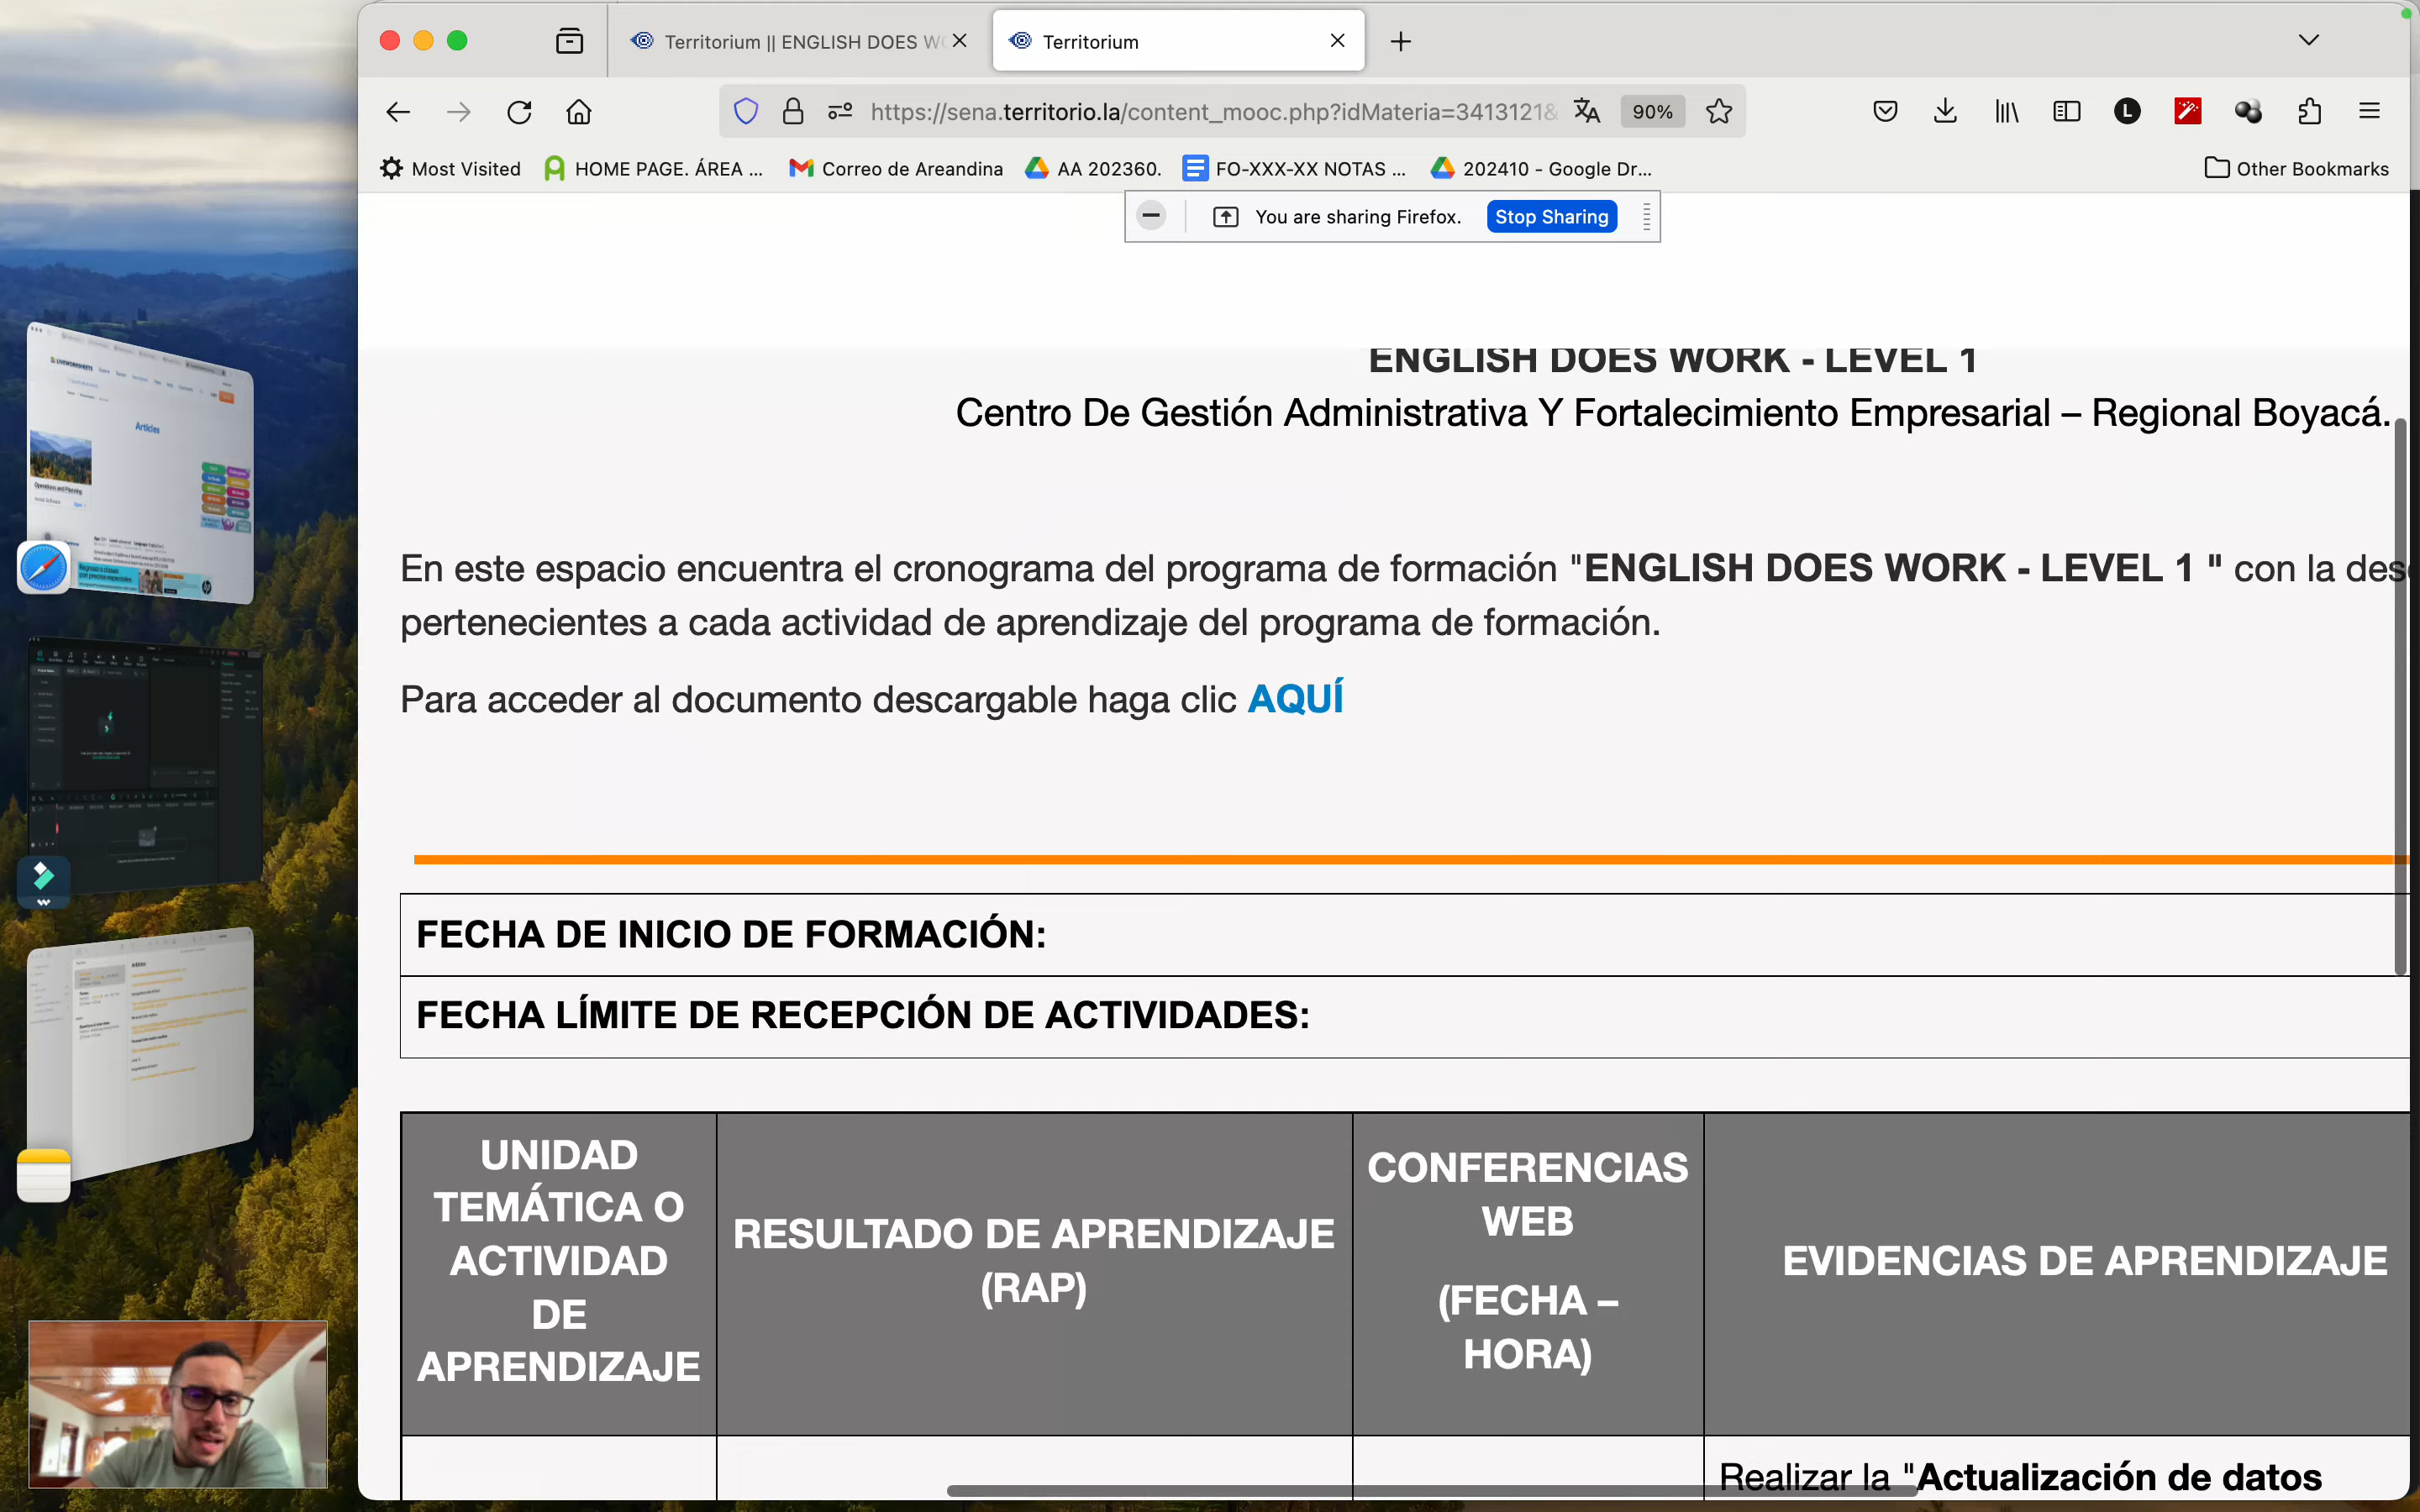 Territorium || ENGLISH DOES W
Territorium
https://sena.territorio.la/content_mooc.php?idMateria=3413121&
90%
Most Visited
HOME PAGE. ÁREA ...
Correo de Areandina
AA 202360.
FO-XXX-XX NOTAS ...
202410 - Google Dr...
Other Bookmarks
You are sharing Firefox.
Stop Sharing
ENGLISH DOES WORK - LEVEL 1
Centro De Gestión Administrativa Y Fortalecimiento Empresarial – Regional Boyacá.
En este espacio encuentra el cronograma del programa de formación "ENGLISH DOES WORK - LEVEL 1 " con la des
pertenecientes a cada actividad de aprendizaje del programa de formación.
Para acceder al documento descargable haga clic AQUÍ
FECHA DE INICIO DE FORMACIÓN:
FECHA LÍMITE DE RECEPCIÓN DE ACTIVIDADES:
UNIDAD
TEMÁTICA O
ACTIVIDAD
DE
APRENDIZAJE
RESULTADO DE APRENDIZAJE
(RAP)
CONFERENCIAS
WEB
(FECHA –
HORA)
EVIDENCIAS DE APRENDIZAJE
Realizar la "Actualización de datos
Articles
Operations and Planning
L